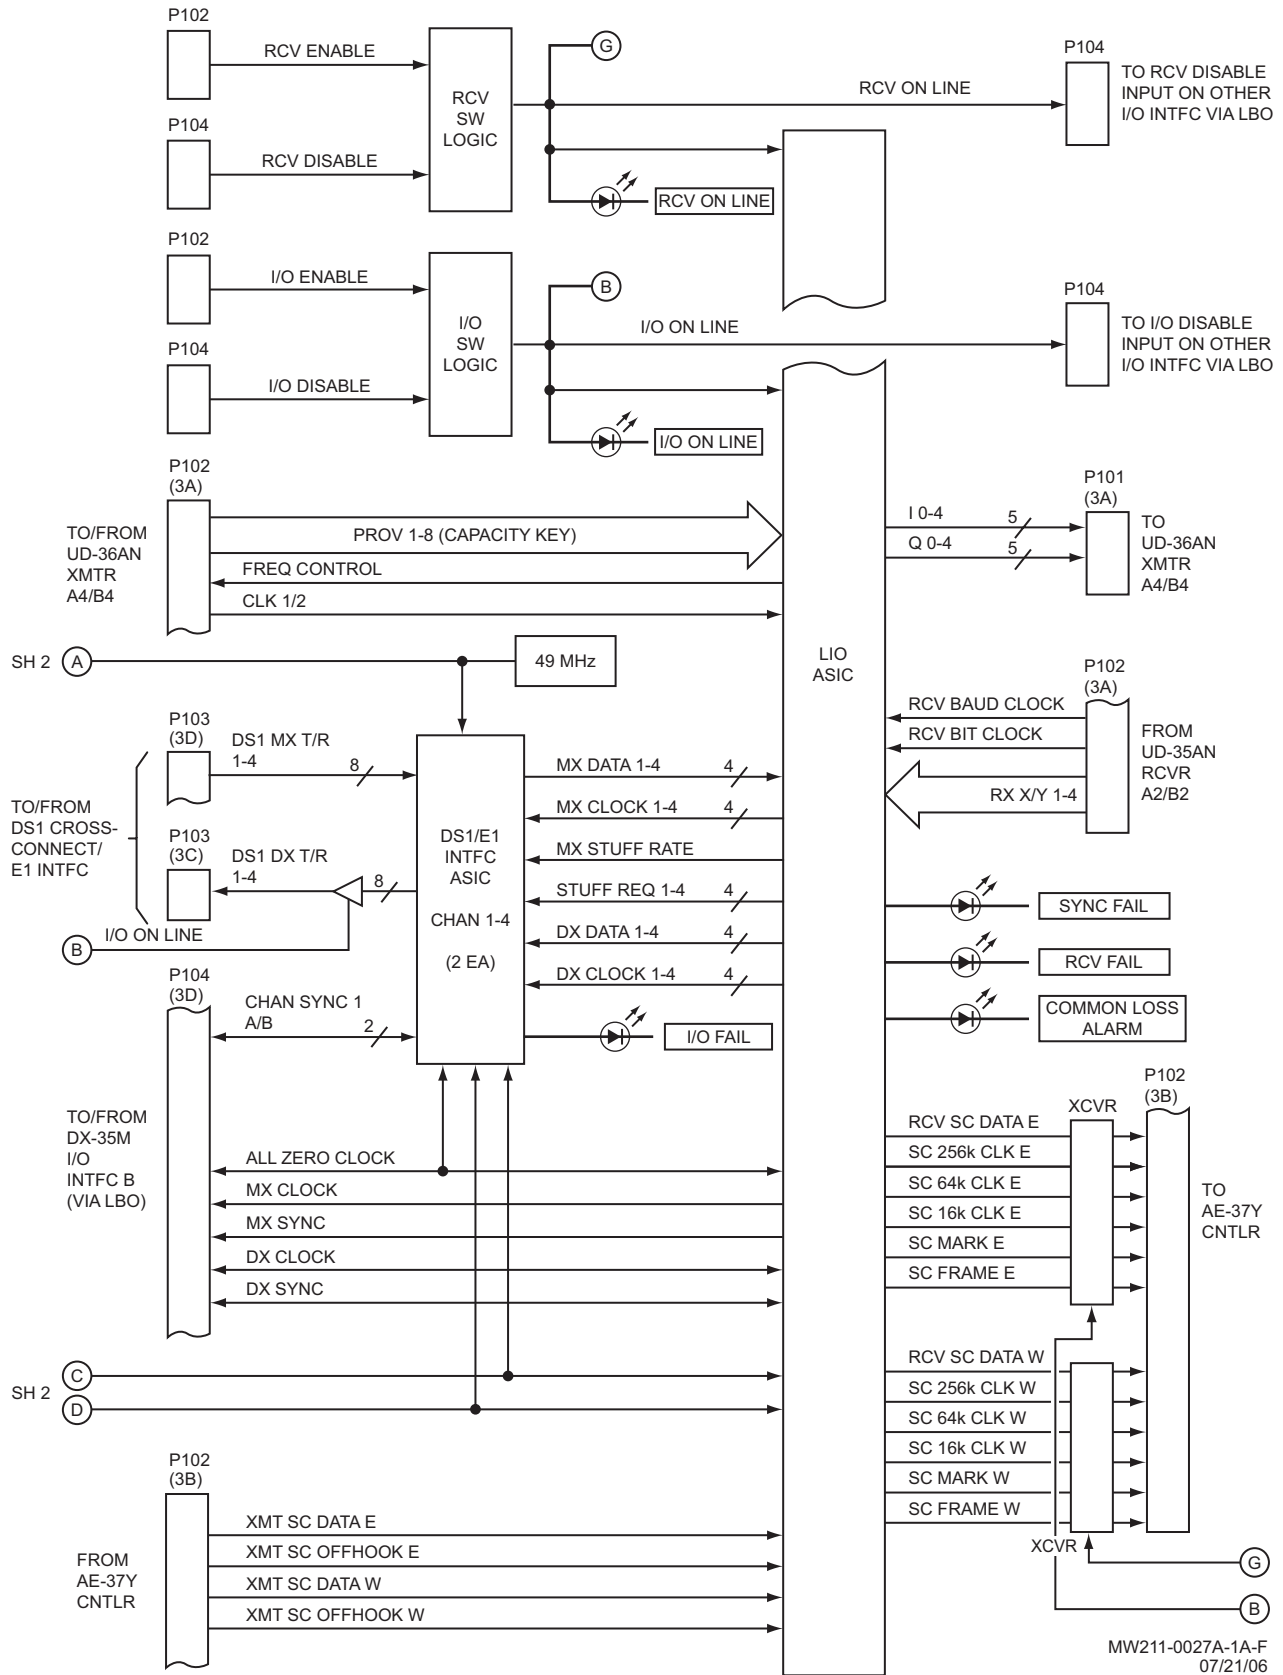 P102
RCV ENABLE
P104
RCV DISABLE
RCV
SW
LOGIC
G
RCV ON LINE
P104
TO RCV DISABLE
INPUT ON OTHER
I/O INTFC VIA LBO
RCV ON LINE
P102
I/O ENABLE
P104
I/O DISABLE
I/O
SW
LOGIC
B
I/O ON LINE
P104
TO I/O DISABLE
INPUT ON OTHER
I/O INTFC VIA LBO
I/O ON LINE
P102
(3A)
TO/FROM
UD-36AN
XMTR
A4/B4
PROV 1-8 (CAPACITY KEY)
FREQ CONTROL
CLK 1/2
LIO
ASIC
I 0-4
5
Q 0-4
5
P101
(3A)
TO
UD-36AN
XMTR
A4/B4
SH 2
A
49 MHz
P102
(3A)
RCV BAUD CLOCK
RCV BIT CLOCK
RX X/Y 1-4
FROM
UD-35AN
RCVR
A2/B2
TO/FROM
DS1 CROSS-
CONNECT/
E1 INTFC
P103
(3D)
DS1 MX T/R
1-4
8
P103
(3C)
DS1 DX T/R
1-4
8
B
I/O ON LINE
DS1/E1
INTFC
ASIC
CHAN 1-4
(2 EA)
MX DATA 1-4
4
MX CLOCK 1-4
4
MX STUFF RATE
STUFF REQ 1-4
4
DX DATA 1-4
4
DX CLOCK 1-4
4
I/O FAIL
SYNC FAIL
RCV FAIL
COMMON LOSS
ALARM
P104
(3D)
CHAN SYNC 1
A/B
2
TO/FROM
DX-35M
I/O
INTFC B
(VIA LBO)
ALL ZERO CLOCK
MX CLOCK
MX SYNC
DX CLOCK
DX SYNC
XCVR
P102
(3B)
RCV SC DATA E
SC 256k CLK E
SC 64k CLK E
SC 16k CLK E
SC MARK E
SC FRAME E
TO
AE-37Y
CNTLR
SH 2
C
D
RCV SC DATA W
SC 256k CLK W
SC 64k CLK W
SC 16k CLK W
SC MARK W
SC FRAME W
XCVR
G
B
P102
(3B)
FROM
AE-37Y
CNTLR
XMT SC DATA E
XMT SC OFFHOOK E
XMT SC DATA W
XMT SC OFFHOOK W
MW211-0027A-1A-F
07/21/06